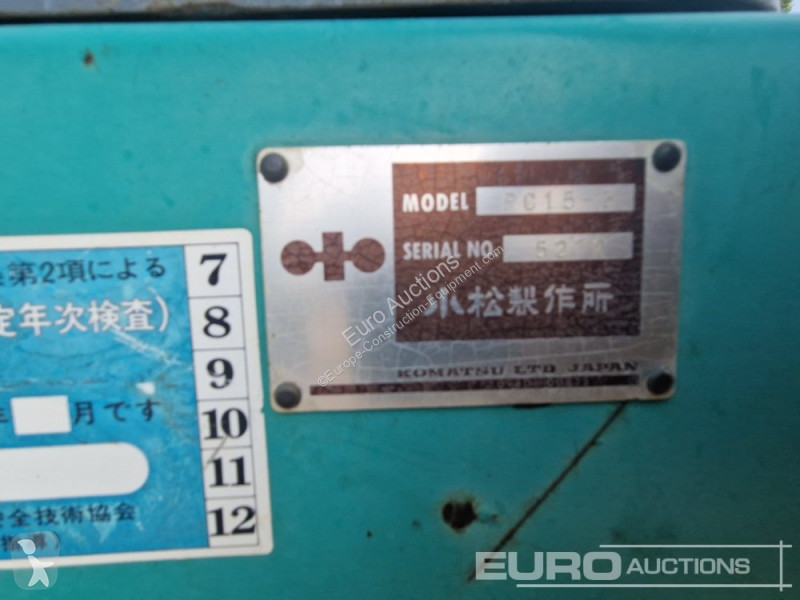 第2項による
定年次検査)
年 月です
全技術協会
7
8
9
10
11
12
MODEL
SERIAL NO.
小松製作所
KOMATSU LTD. JAPAN
Euro Auctions
©Europe-Construction-Equipment.com
EURO AUCTIONS